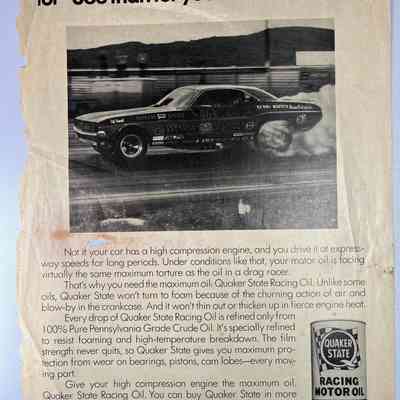 Not if your car has a high compression engine, and you drive it at express-
way speeds for long periods. Under conditions like that, your motor oil is facing
virtually the same maximum torture as the oil in a drag racer.
That's why you need the maximum oil: Quaker State Racing Oil. Unlike some
oils, Quaker State won't turn to foam because of the churning action of air and
blow-by in the crankcase. And it won't thin out or thicken up in fierce engine heat.
Every drop of Quaker State Racing Oil is refined only from
100% Pure Pennsylvania Grade Crude Oil. It's specially refined
to resist foaming and high-temperature breakdown. The film
strength never quits, so Quaker State gives you maximum pro-
tection from wear on bearings, pistons, cam lobes—every mov-
ing part.
Give your high compression engine the maximum oil.
Quaker State Racing Oil. You can buy Quaker State in more
QUAKER
STATE
RACING
MOTOR OIL